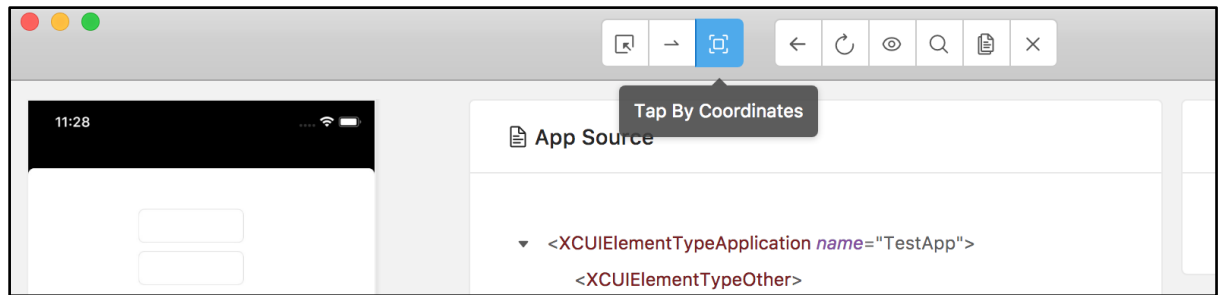 Tap By Coordinates
11:28
App Source
<XCUIElementTypeApplication name="TestApp">
<XCUIElementTypeOther>